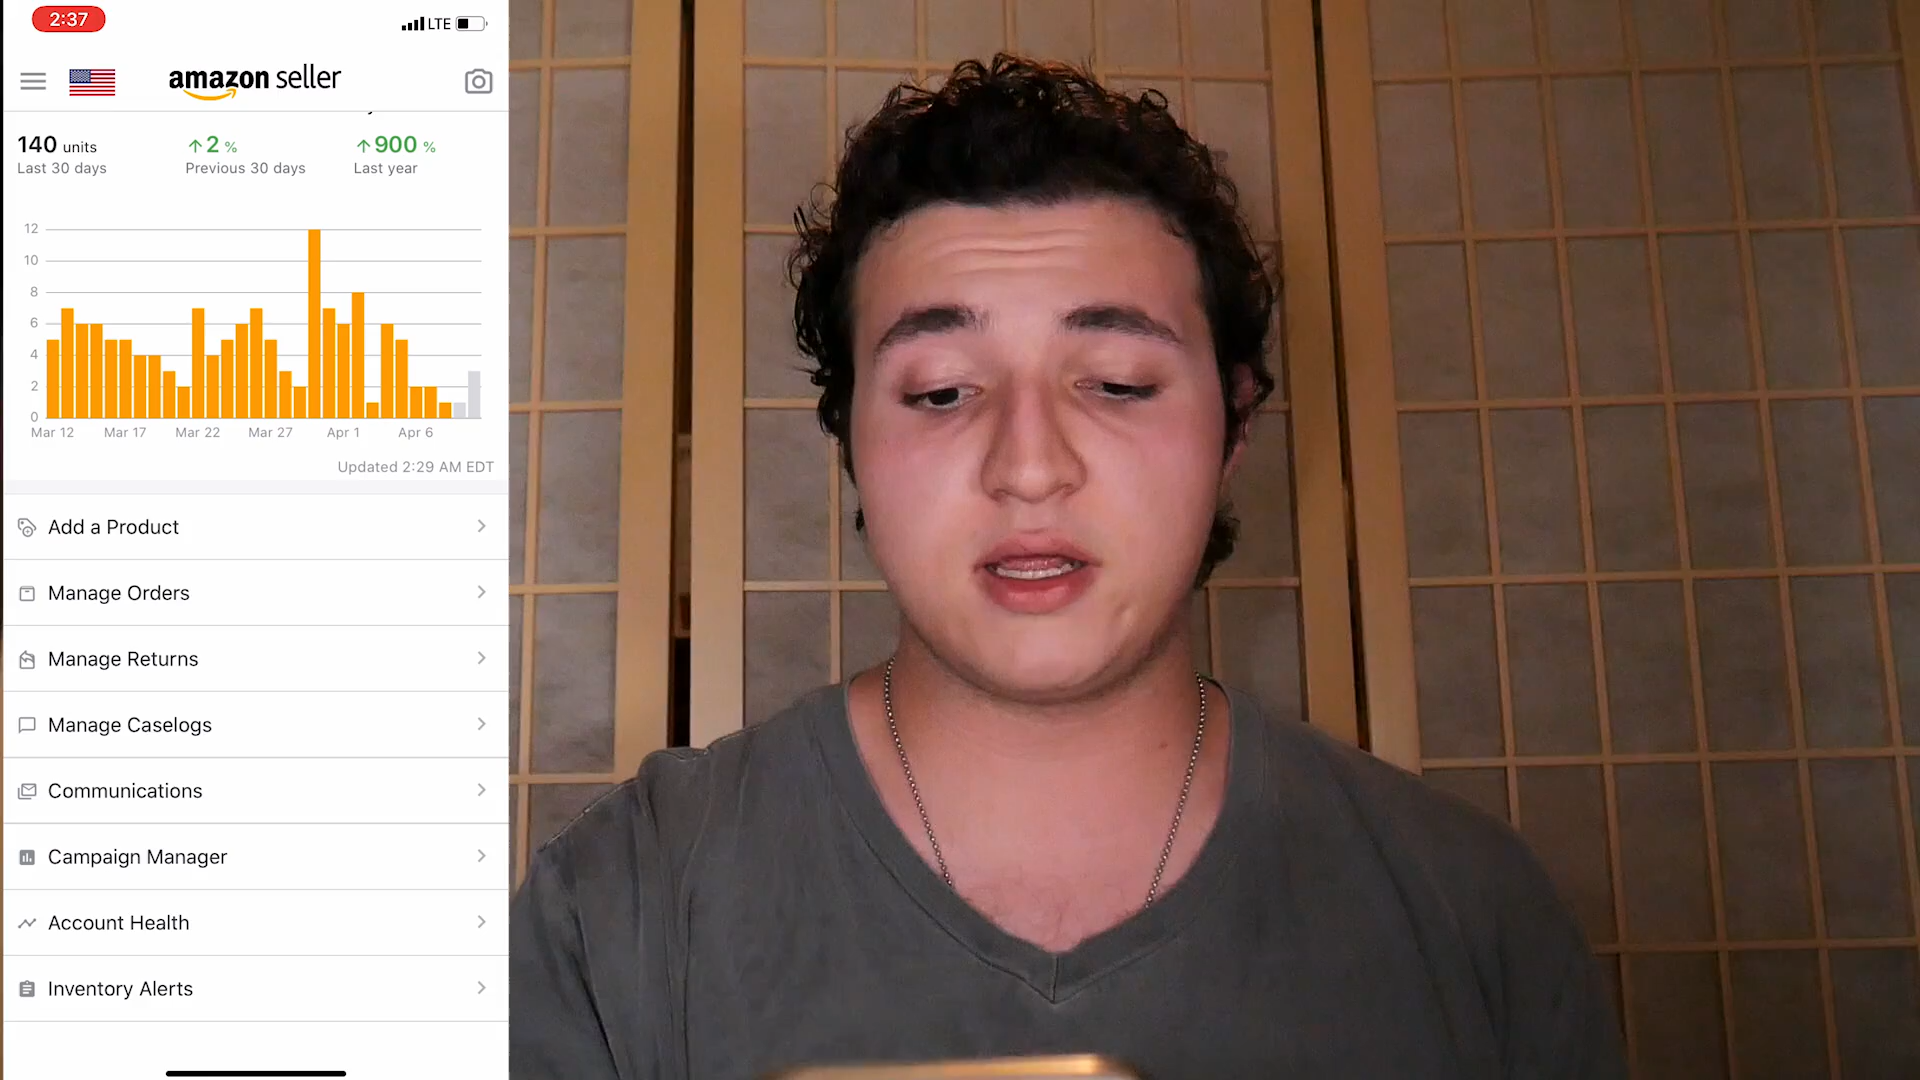 2:37
LTE
amazon seller
140 units
↑2 %
↑900 %
Last 30 days
Previous 30 days
Last year
12
10
8
6
4
2
0
Mar 12
Mar 17
Mar 22
Mar 27
Apr 1
Apr 6
Updated 2:29 AM EDT
Add a Product
Manage Orders
Manage Returns
Manage Caselogs
Communications
Campaign Manager
Account Health
Inventory Alerts